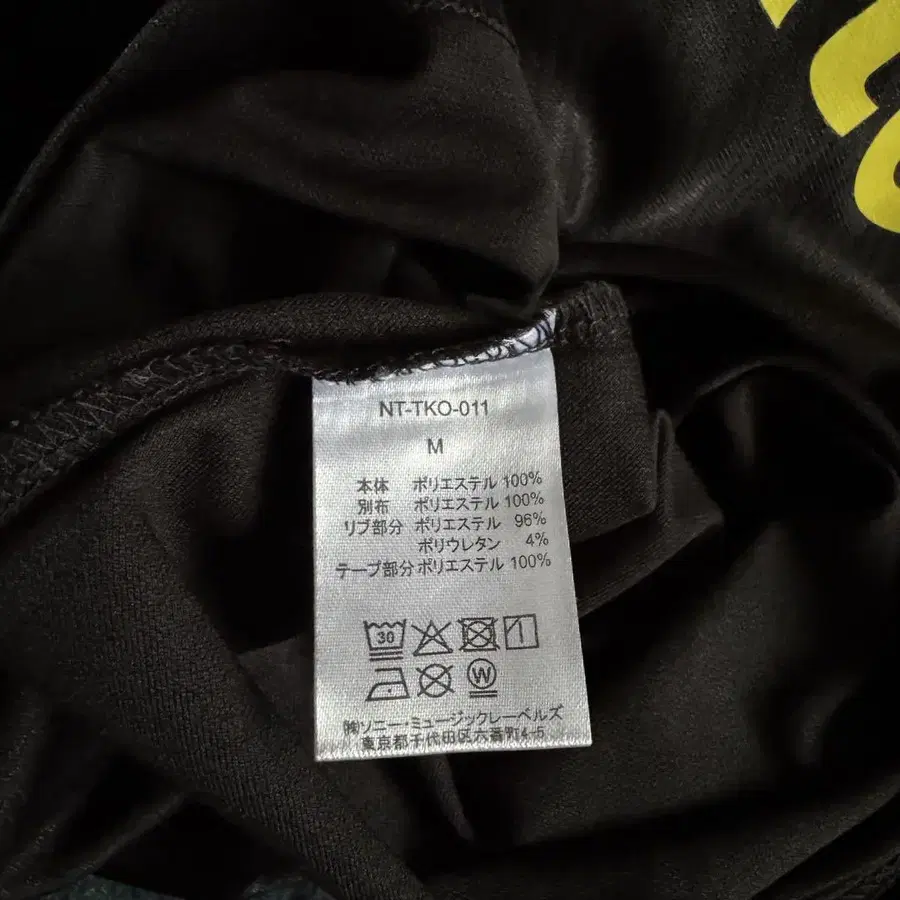 NT-TKO-011
M
本体 ポリエステル 100%
別布 ポリエステル 100%
リブ部分 ポリエステル 96%
ポリウレタン 4%
テープ部分 ポリエステル 100%
30
W
㈱ソニー・ミュージックレーベルズ
東京都千代田区六番町4-5